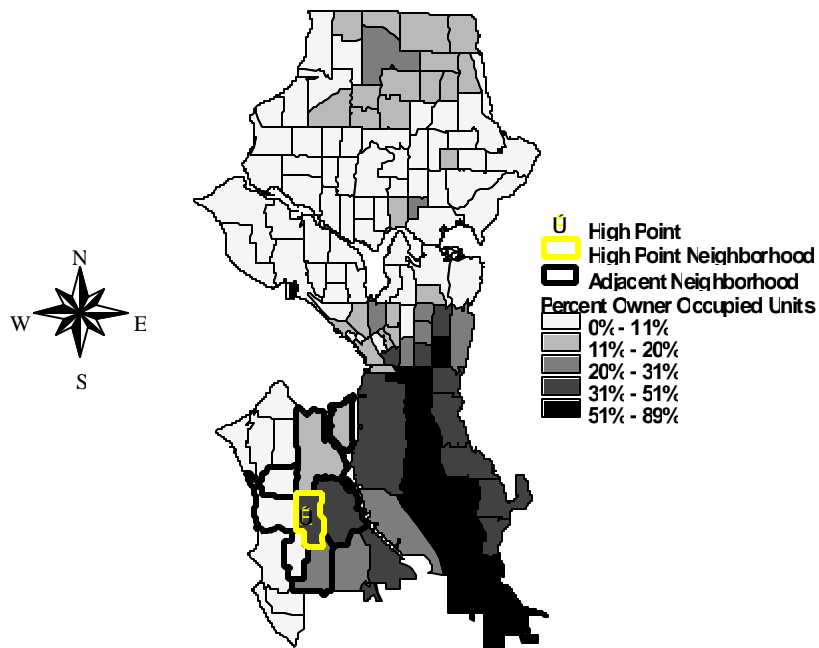 N
W E
S
Ú High Point
High Point Neighborhood
Adjacent Neighborhood
Percent Owner Occupied Units
0% - 11%
11% - 20%
20% - 31%
31% - 51%
51% - 89%
Ú